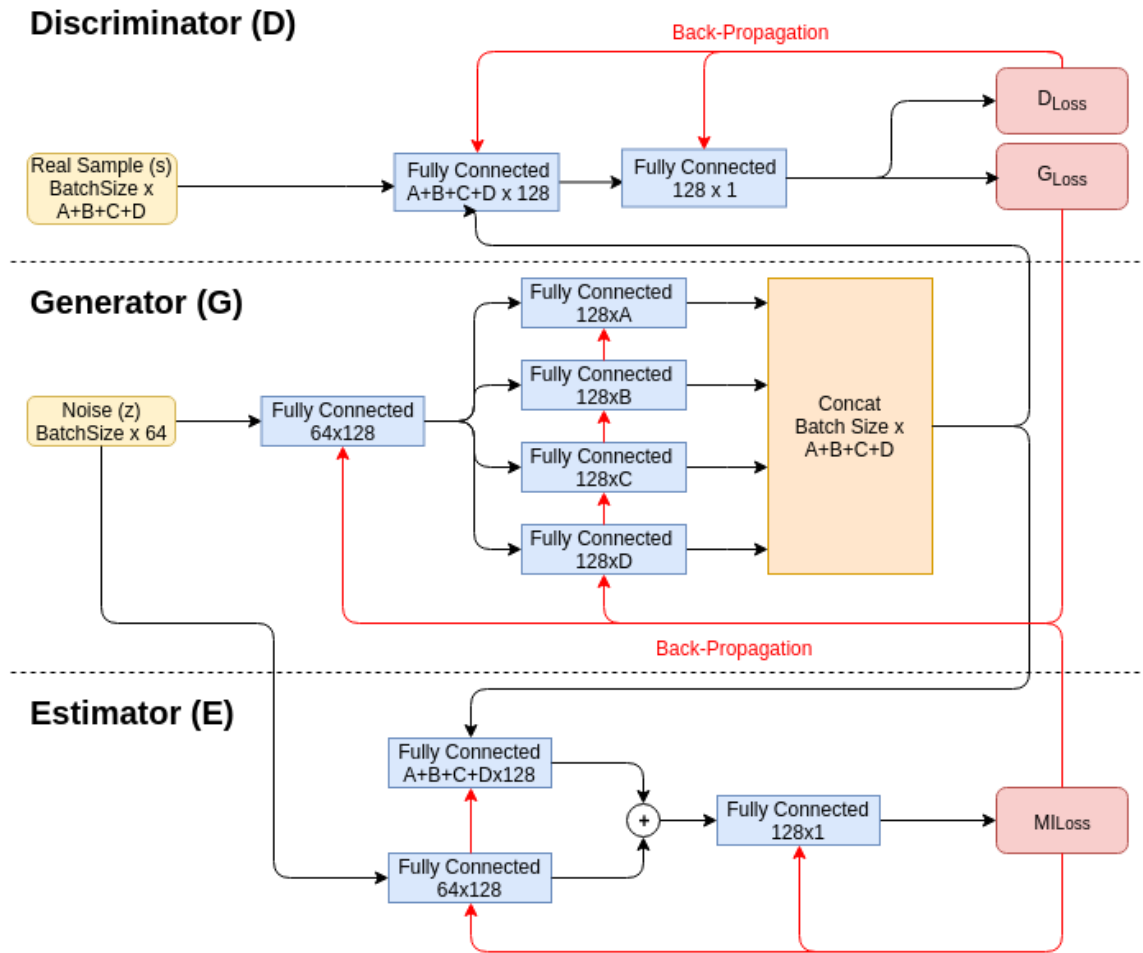 Discriminator (D)
Back-Propagation
DLoss
Real Sample (s)
BatchSize x
A+B+C+D
Fully Connected
A+B+C+D x 128
Fully Connected
128 x 1
GLoss
Generator (G)
Fully Connected
128xA
Fully Connected
128xB
Noise (z)
BatchSize x 64
Fully Connected
64x128
Concat
Batch Size x
A+B+C+D
Fully Connected
128xC
Fully Connected
128xD
Back-Propagation
Estimator (E)
Fully Connected
A+B+C+Dx128
+
Fully Connected
128x1
MILoss
Fully Connected
64x128